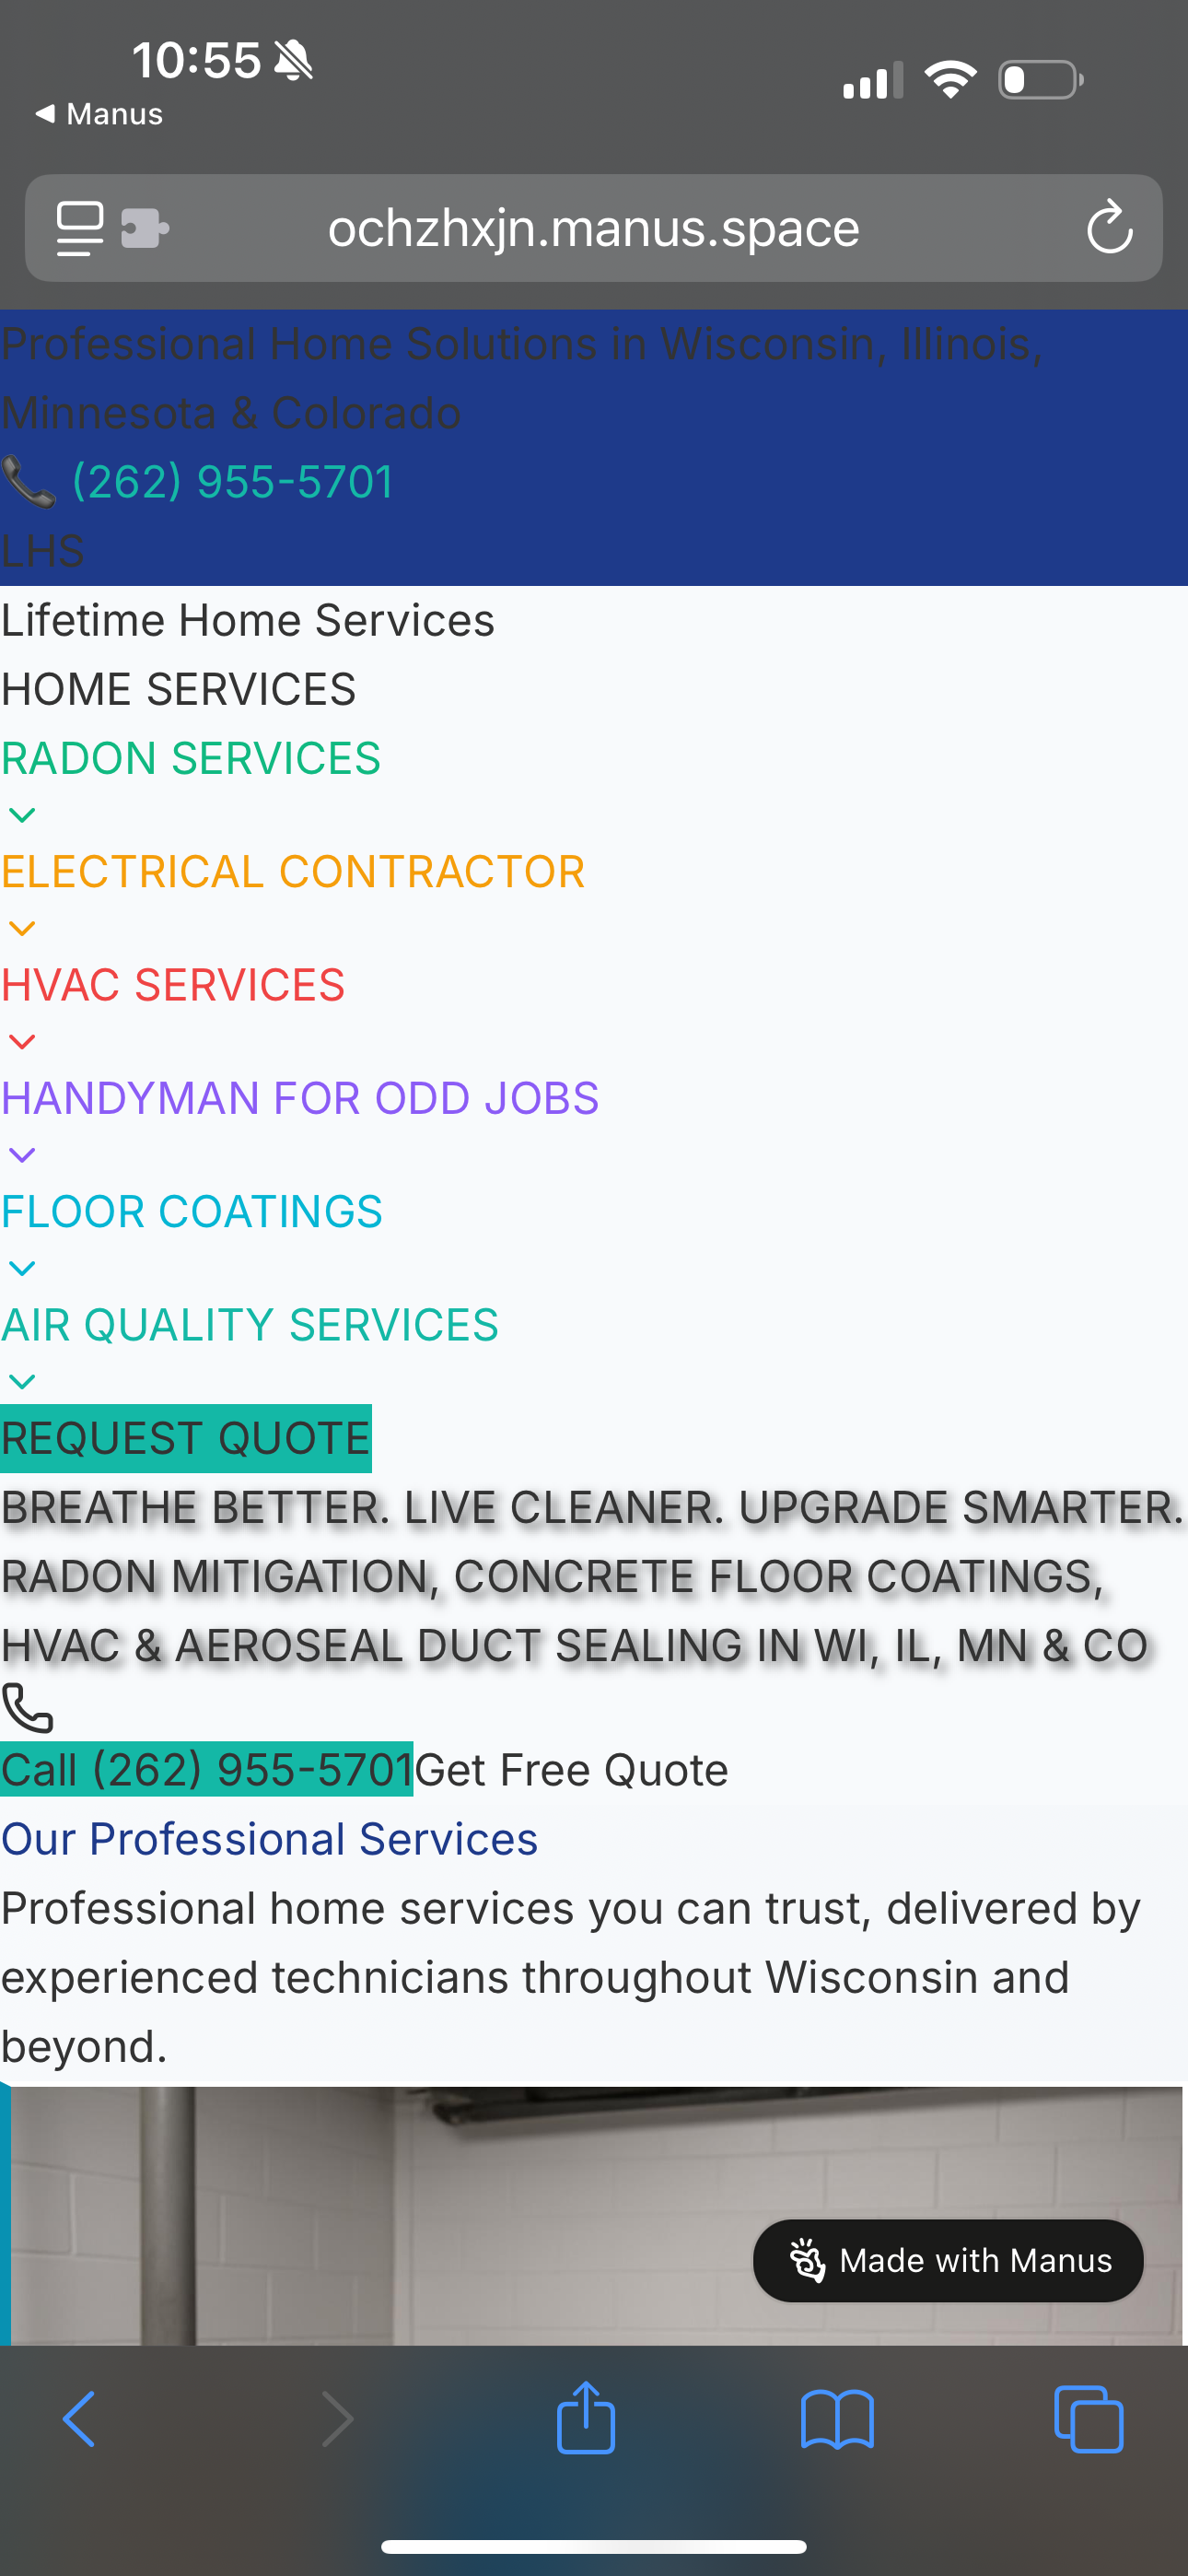 10:55
Manus
ochzhxjn.manus.space
Professional Home Solutions in Wisconsin, Illinois,
Minnesota & Colorado
(262) 955-5701
LHS
Lifetime Home Services
HOME SERVICES
RADON SERVICES
ELECTRICAL CONTRACTOR
HVAC SERVICES
HANDYMAN FOR ODD JOBS
FLOOR COATINGS
AIR QUALITY SERVICES
REQUEST QUOTE
BREATHE BETTER. LIVE CLEANER. UPGRADE SMARTER.
RADON MITIGATION, CONCRETE FLOOR COATINGS,
HVAC & AEROSEAL DUCT SEALING IN WI, IL, MN & CO
Call (262) 955-5701Get Free Quote
Our Professional Services
Professional home services you can trust, delivered by
experienced technicians throughout Wisconsin and
beyond.
Made with Manus